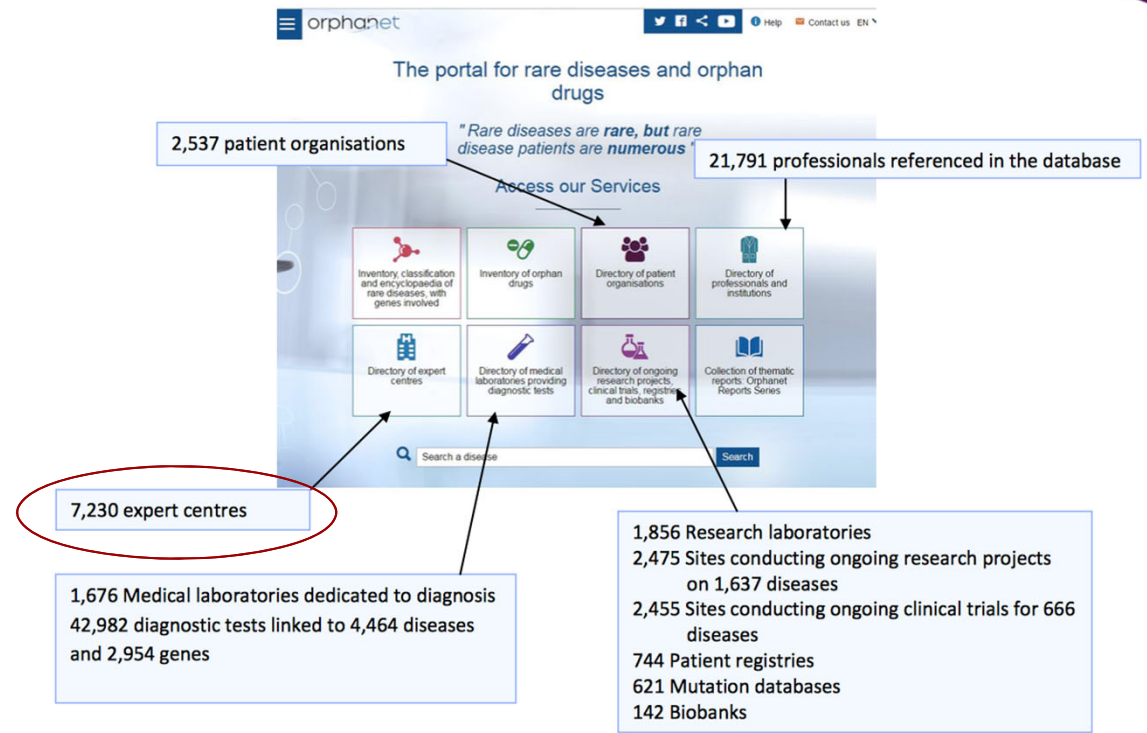 orphanet
Help
Contact us
EN
The portal for rare diseases and orphan
drugs
" Rare diseases are rare, but rare
disease patients are numerous "
2,537 patient organisations
21,791 professionals referenced in the database
Access our Services
Inventory, classification
and encyclopaedia of
rare diseases, with
genes involved
Inventory of orphan
drugs
Directory of patient
organisations
Directory of
professionals and
institutions
Directory of expert
centres
Directory of medical
laboratories providing
diagnostic tests
Directory of ongoing
research projects,
clinical trials, registries
and biobanks
Collection of thematic
reports: Orphanet
Reports Series
Search a disease
Search
7,230 expert centres
1,676 Medical laboratories dedicated to diagnosis
42,982 diagnostic tests linked to 4,464 diseases
and 2,954 genes
1,856 Research laboratories
2,475 Sites conducting ongoing research projects
on 1,637 diseases
2,455 Sites conducting ongoing clinical trials for 666
diseases
744 Patient registries
621 Mutation databases
142 Biobanks